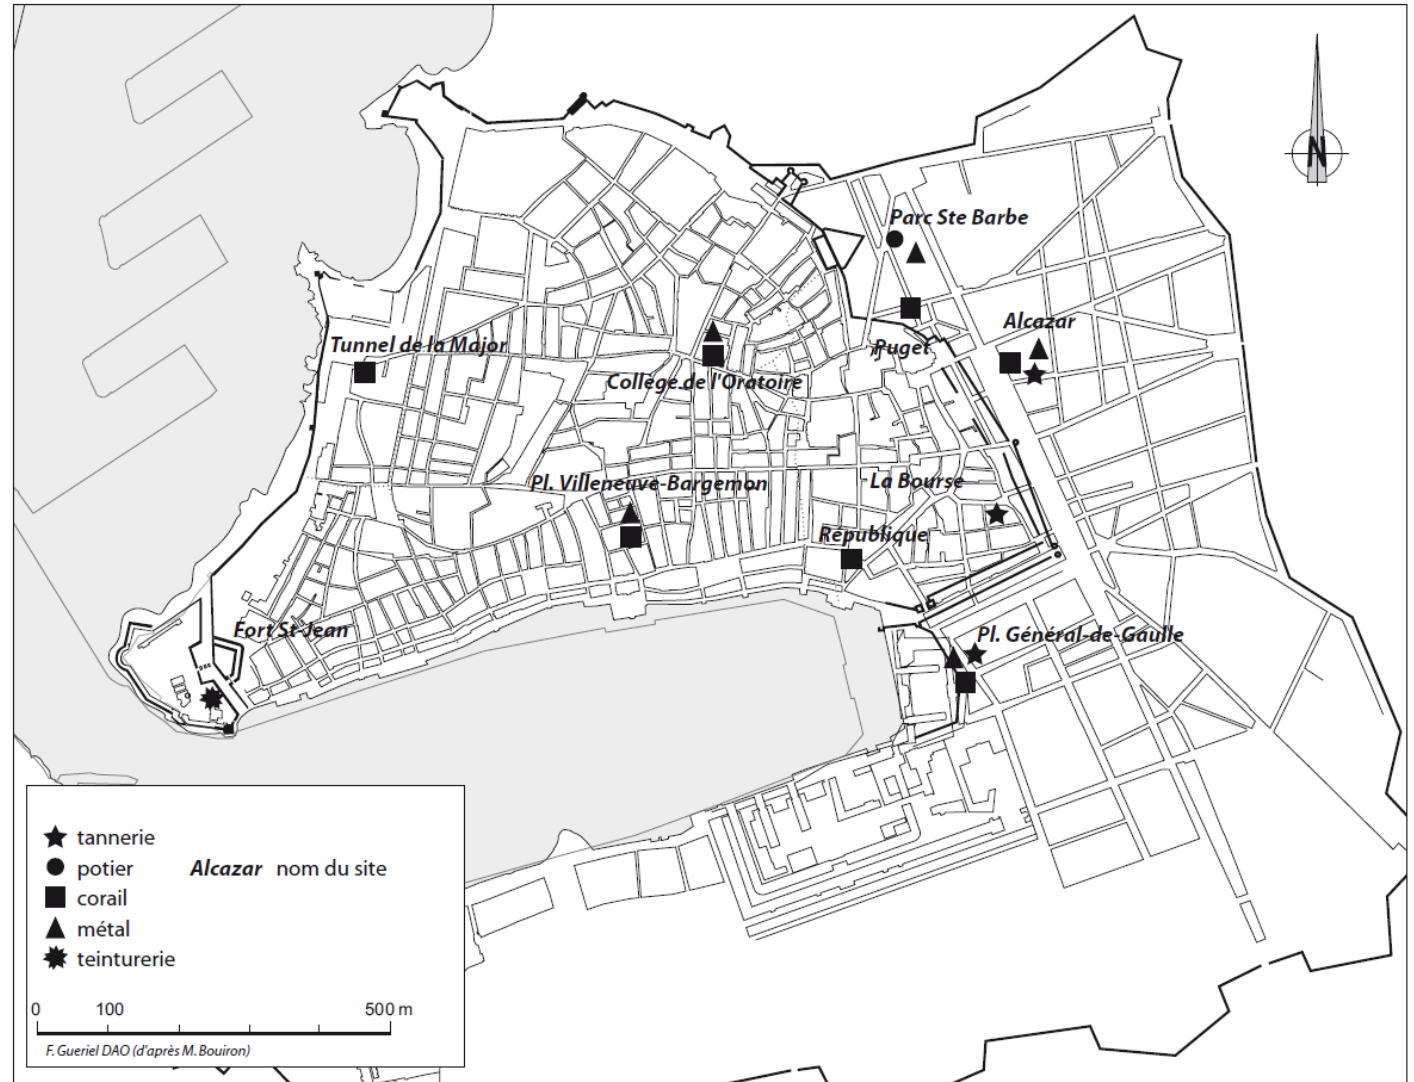 N
Parc Ste Barbe
Alcazar
Puget
Tunnel de la Major
Collège de l'Oratoire
Pl. Villeneuve-Bargemon
La Bourse
République
Fort St-Jean
Pl. Général-de-Gaulle
tannerie
potier
Alcazar nom du site
corail
métal
teinturerie
0 100 500 m
F. Gueriel DAO (d'après M. Bouiron)